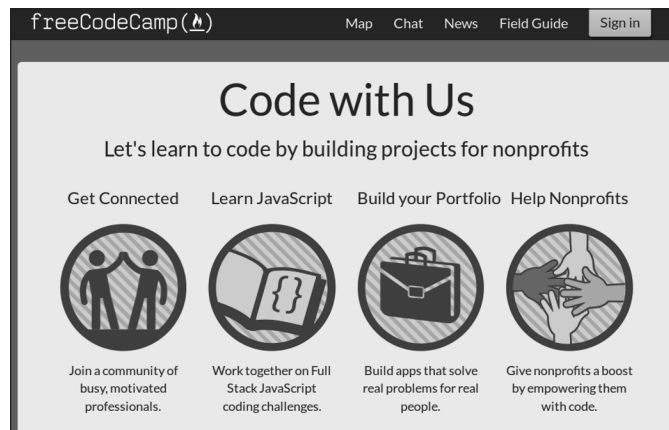 freeCodeCamp(🔥)
Map Chat News Field Guide Sign in
Code with Us
Let's learn to code by building projects for nonprofits
Get Connected
Learn JavaScript
Build your Portfolio
Help Nonprofits
{}
Join a community of
busy, motivated
professionals.
Work together on Full
Stack JavaScript
coding challenges.
Build apps that solve
real problems for real
people.
Give nonprofits a boost
by empowering them
with code.